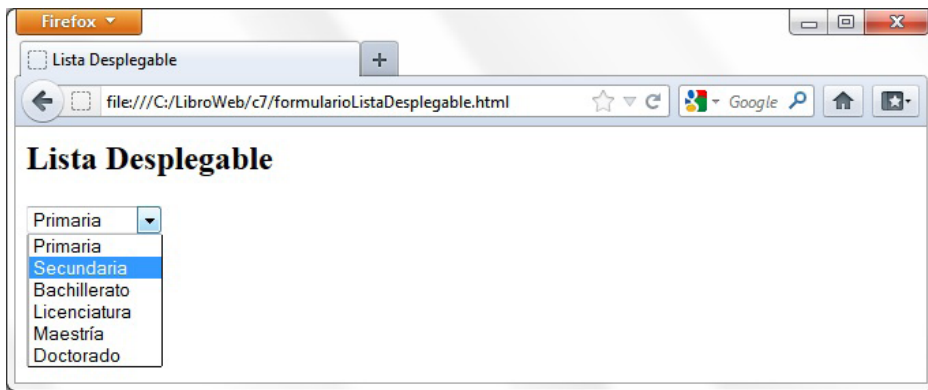 Firefox
Lista Desplegable
file:///C:/LibroWeb/c7/formularioListaDesplegable.html
Google
Lista Desplegable
Primaria
Primaria
Secundaria
Bachillerato
Licenciatura
Maestría
Doctorado